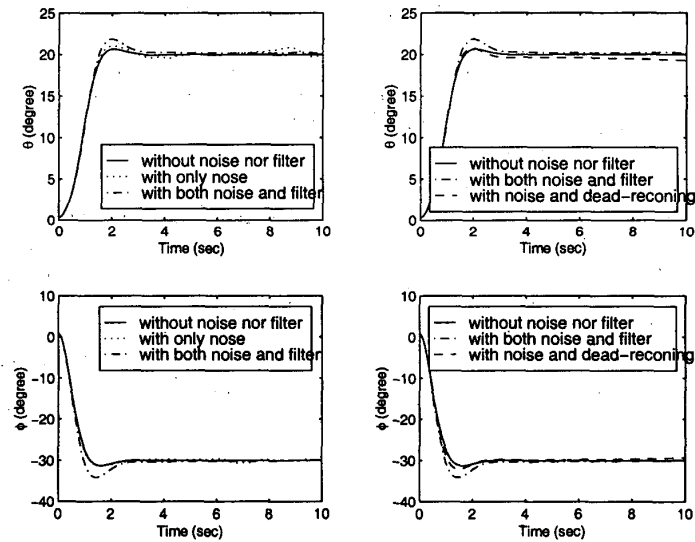 25
20
15
10
5
0
θ (degree)
without noise nor filter
with only nose
with both noise and filter
0 2 4 6 8 10
Time (sec)
25
20
15
10
5
0
θ (degree)
without noise nor filter
with both noise and filter
with noise and dead-reconing
0 2 4 6 8 10
Time (sec)
10
0
-10
-20
-30
-40
φ (degree)
without noise nor filter
with only nose
with both noise and filter
0 2 4 6 8 10
Time (sec)
10
0
-10
-20
-30
-40
φ (degree)
without noise nor filter
with both noise and filter
with noise and dead-reconing
0 2 4 6 8 10
Time (sec)